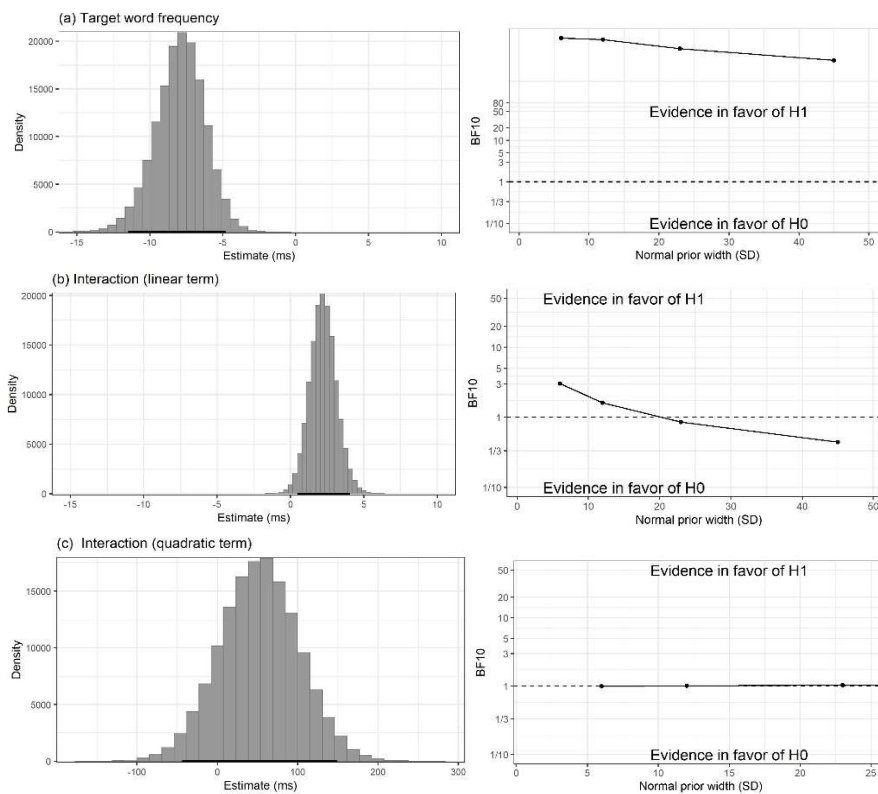 (a) Target word frequency
20000
15000
10000
5000
0
Density
-15 -10 -5 0 5 10
Estimate (ms)
80
50
20
10
5
3
1
1/3
1/10
BF10
Evidence in favor of H1
Evidence in favor of H0
0 10 20 30 40 50
Normal prior width (SD)
(b) Interaction (linear term)
20000
15000
10000
5000
0
Density
-15 -10 -5 0 5 10
Estimate (ms)
50
20
10
5
3
1
1/3
1/10
BF10
Evidence in favor of H1
Evidence in favor of H0
0 10 20 30 40 50
Normal prior width (SD)
(c) Interaction (quadratic term)
15000
10000
5000
0
Density
-100 0 100 200 300
Estimate (ms)
50
20
10
5
3
1
1/3
1/10
BF10
Evidence in favor of H1
Evidence in favor of H0
0 5 10 15 20 25
Normal prior width (SD)